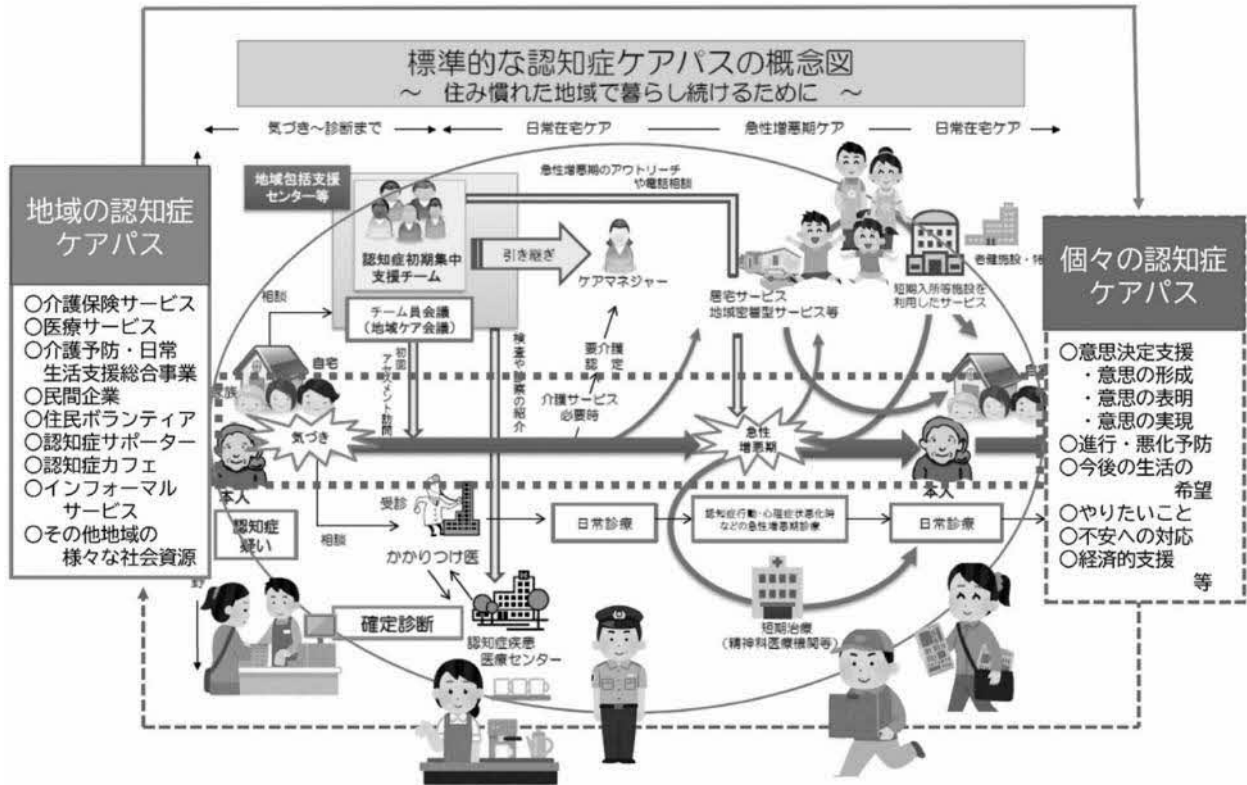 標準的な認知症ケアパスの概念図
～ 住み慣れた地域で暮らし続けるために ～
気づき～診断まで
日常在宅ケア
急性増悪期ケア
日常在宅ケア
地域の認知症
ケアパス
○介護保険サービス
○医療サービス
○介護予防・日常
生活支援総合事業
○民間企業
○住民ボランティア
○認知症サポーター
○認知症カフェ
○インフォーマル
サービス
○その他地域の
様々な社会資源
地域包括支援
センター等
認知症初期集中
支援チーム
チーム員会議
(地域ケア会議)
相談
引き継ぎ
ケアマネジャー
急性増悪期のアウトリーチ
や電話相談
居宅サービス
地域密着型サービス等
短期入所等施設を
利用したサービス
老健施設・特
自宅
家族
初回
アセスメント訪問
検査や診察の紹介
要介護
認定
介護サービス
必要時
気づき
急性
増悪期
本人
本人
認知症
疑い
相談
受診
かかりつけ医
日常診療
認知症行動・心理症状悪化時
などの急性増悪期診療
日常診療
確定診断
認知症疾患
医療センター
短期治療
(精神科医療機関等)
個々の認知症
ケアパス
○意思決定支援
・意思の形成
・意思の表明
・意思の実現
○進行・悪化予防
○今後の生活の
希望
○やりたいこと
○不安への対応
○経済的支援
等